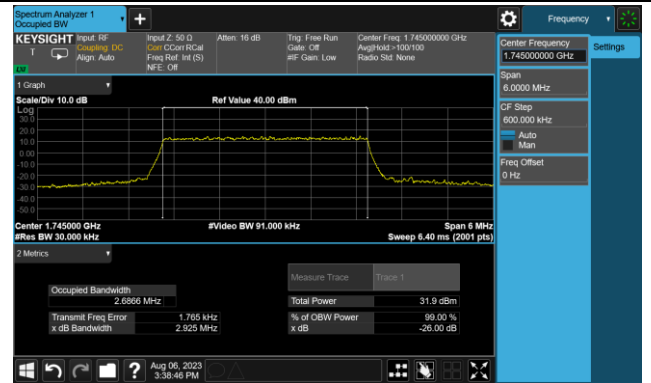 Spectrum Analyzer 1
Occupied BW
Frequency
KEYSIGHT
Input: RF
Coupling: DC
Align: Auto
Input Z: 50 Ω
Corr CCorr RCal
Freq Ref: Int (S)
NFE: Off
Atten: 16 dB
Trig: Free Run
Gate: Off
#IF Gain: Low
Center Freq: 1.745000000 GHz
Avg|Hold:>100/100
Radio Std: None
T
LXI
Center Frequency
1.745000000 GHz
Settings
Span
6.0000 MHz
CF Step
600.000 kHz
Auto
Man
Freq Offset
0 Hz
1 Graph
Scale/Div 10.0 dB
Ref Value 40.00 dBm
Log
30.0
20.0
10.0
0.00
-10.0
-20.0
-30.0
-40.0
-50.0
Center 1.745000 GHz
#Video BW 91.000 kHz
Span 6 MHz
#Res BW 30.000 kHz
Sweep 6.40 ms (2001 pts)
2 Metrics
Measure Trace
Trace 1
Occupied Bandwidth
2.6866 MHz
Total Power
31.9 dBm
Transmit Freq Error
1.765 kHz
% of OBW Power
99.00 %
x dB Bandwidth
2.925 MHz
x dB
-26.00 dB
?
Aug 06, 2023
3:38:46 PM